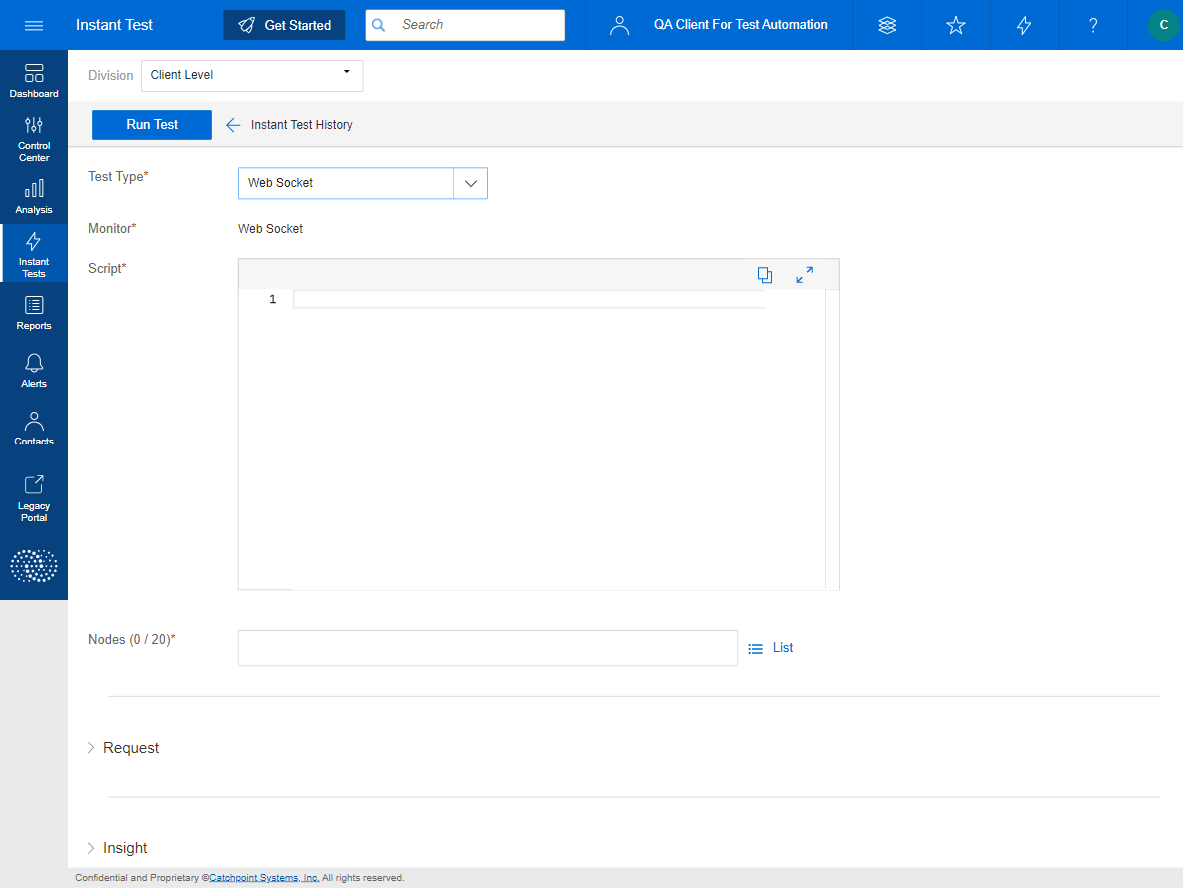 Instant Test
Get Started
Search
QA Client For Test Automation
?
C
Dashboard
Control
Center
Analysis
Instant
Tests
Reports
Alerts
Contacts
Legacy
Portal
Division
Client Level
Run Test
Instant Test History
Test Type*
Web Socket
Monitor*
Web Socket
Script*
1
Nodes (0 / 20)*
List
Request
Insight
Confidential and Proprietary ©Catchpoint Systems, Inc. All rights reserved.